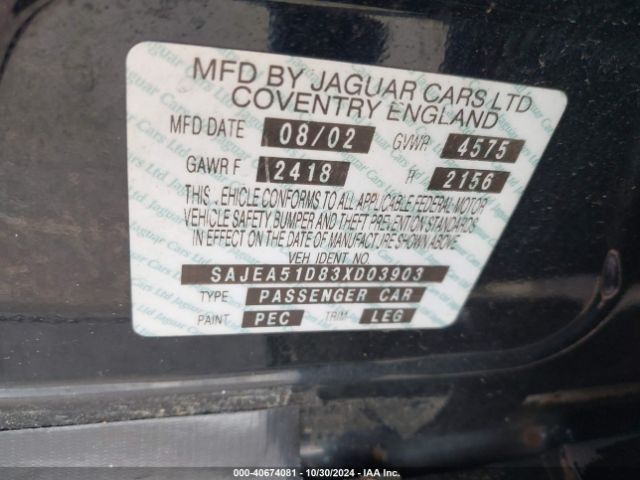 MFD BY JAGUAR CARS LTD
COVENTRY ENGLAND
MFD DATE 08/02 GVWR 4575
GAWR F 2418 R 2156
THIS VEHICLE CONFORMS TO ALL APPLICABLE FEDERAL MOTOR
VEHICLE SAFETY BUMPER AND THEFT PREVENTION STANDARDS
IN EFFECT ON THE DATE OF MANUFACTURE SHOWN ABOVE
VEH IDENT NO
SAJEA51D83XD03903
TYPE PASSENGER CAR
PAINT PEC TRIM LEG
000-40674081 - 10/30/2024 - IAA Inc.